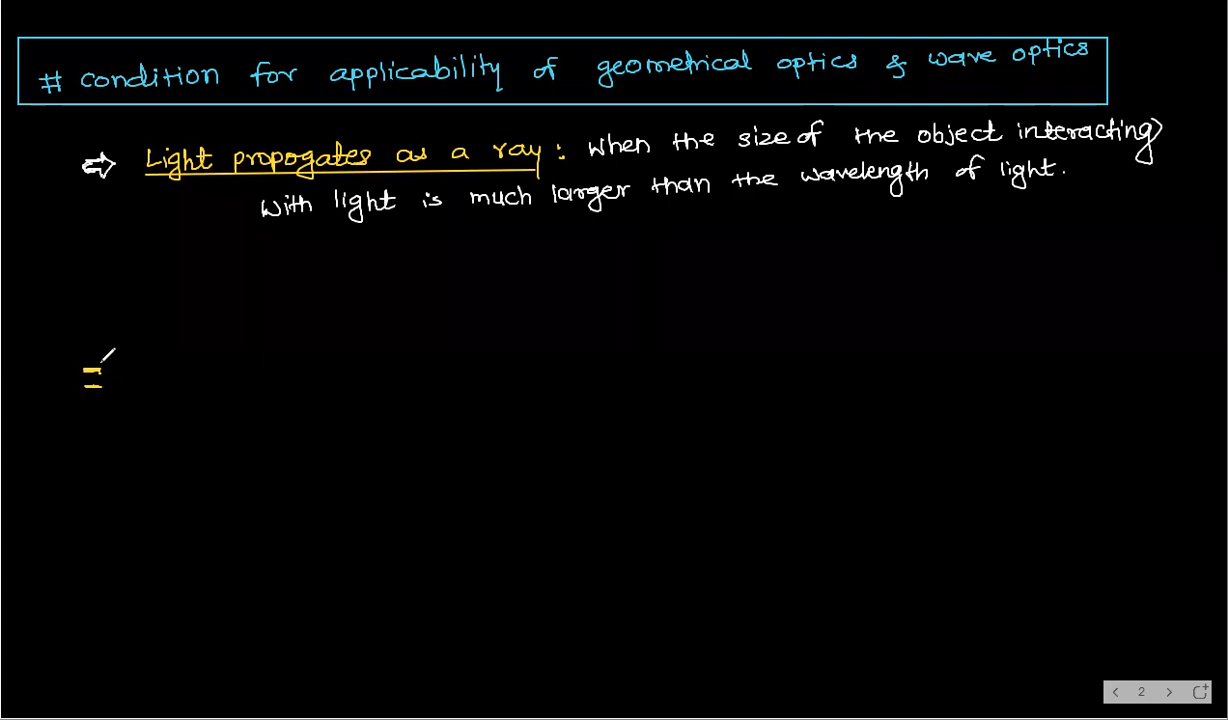 # condition for applicability of geometrical optics & wave optics
⇨ Light propogates as a ray : When the size of the object interacting
with light is much larger than the wavelength of light.
2